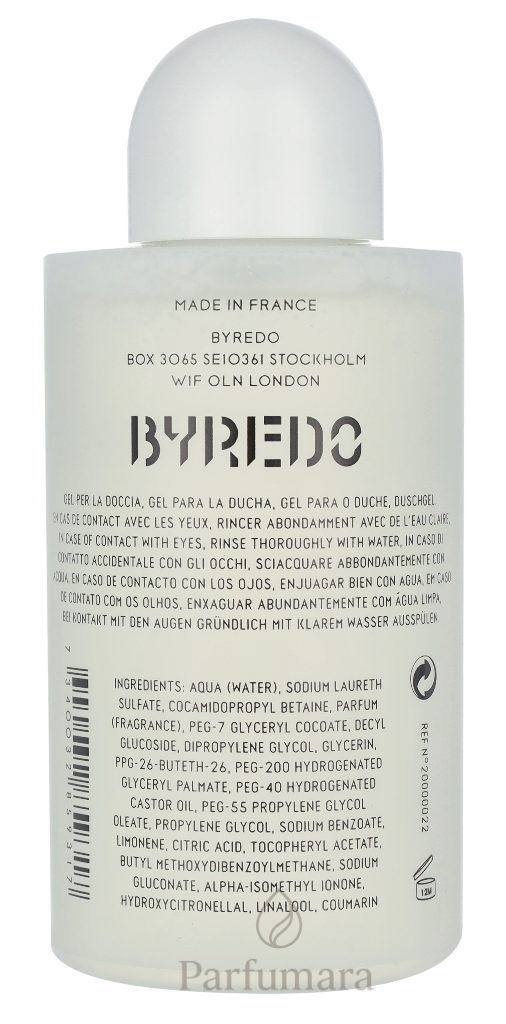 MADE IN FRANCE
BYREDO
BOX 3065 SE10361 STOCKHOLM
W1F OLN LONDON
BYREDO
GEL PER LA DOCCIA, GEL PARA LA DUCHA, GEL PARA O DUCHE, DUSCHGEL.
EN CAS DE CONTACT AVEC LES YEUX, RINCER ABONDAMMENT AVEC DE L'EAU CLAIRE,
IN CASE OF CONTACT WITH EYES, RINSE THOROUGHLY WITH WATER, IN CASO DI
CONTATTO ACCIDENTALE CON GLI OCCHI, SCIACQUARE ABBONDANTEMENTE CON
ACQUA. EN CASO DE CONTACTO CON LOS OJOS, ENJUAGAR BIEN CON AGUA, EM CASO
DE CONTATO COM OS OLHOS, ENXAGUAR ABUNDANTEMENTE COM ÁGUA LIMPA,
BEI KONTAKT MIT DEN AUGEN GRÜNDLICH MIT KLAREM WASSER AUSSPÜLEN.
INGREDIENTS: AQUA (WATER), SODIUM LAURETH
SULFATE, COCAMIDOPROPYL BETAINE, PARFUM
(FRAGRANCE), PEG-7 GLYCERYL COCOATE, DECYL
GLUCOSIDE, DIPROPYLENE GLYCOL, GLYCERIN,
PPG-26-BUTETH-26, PEG-200 HYDROGENATED
GLYCERYL PALMATE, PEG-40 HYDROGENATED
CASTOR OIL, PEG-55 PROPYLENE GLYCOL
OLEATE, PROPYLENE GLYCOL, SODIUM BENZOATE,
LIMONENE, CITRIC ACID, TOCOPHERYL ACETATE,
BUTYL METHOXYDIBENZOYLMETHANE, SODIUM
GLUCONATE, ALPHA-ISOMETHYL IONONE,
HYDROXYCITRONELLAL, LINALOOL, COUMARIN
7 340032 859317
REF N°20000022
12M
Parfumara